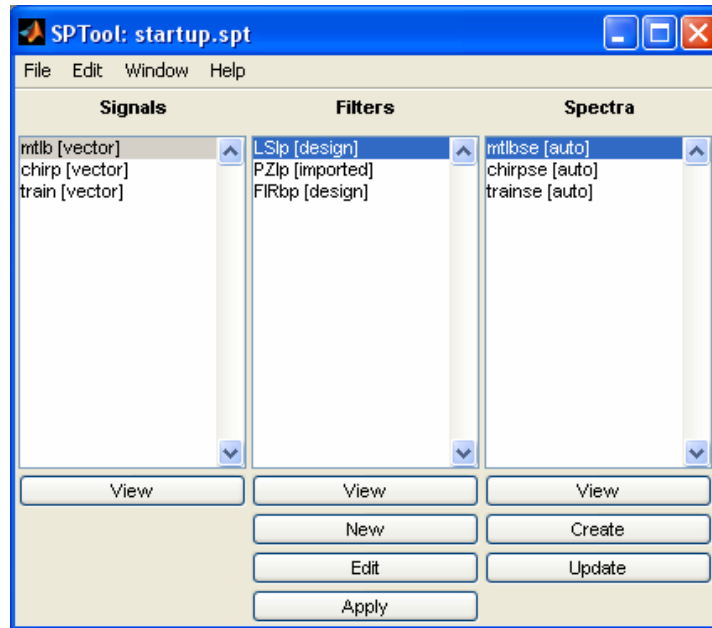 SPTool: startup.spt
File Edit Window Help
Signals Filters Spectra
mtlb [vector]
chirp [vector]
train [vector]
LSlp [design]
PZlp [imported]
FIRbp [design]
mtlbse [auto]
chirpse [auto]
trainse [auto]
View View View
New Create
Edit Update
Apply